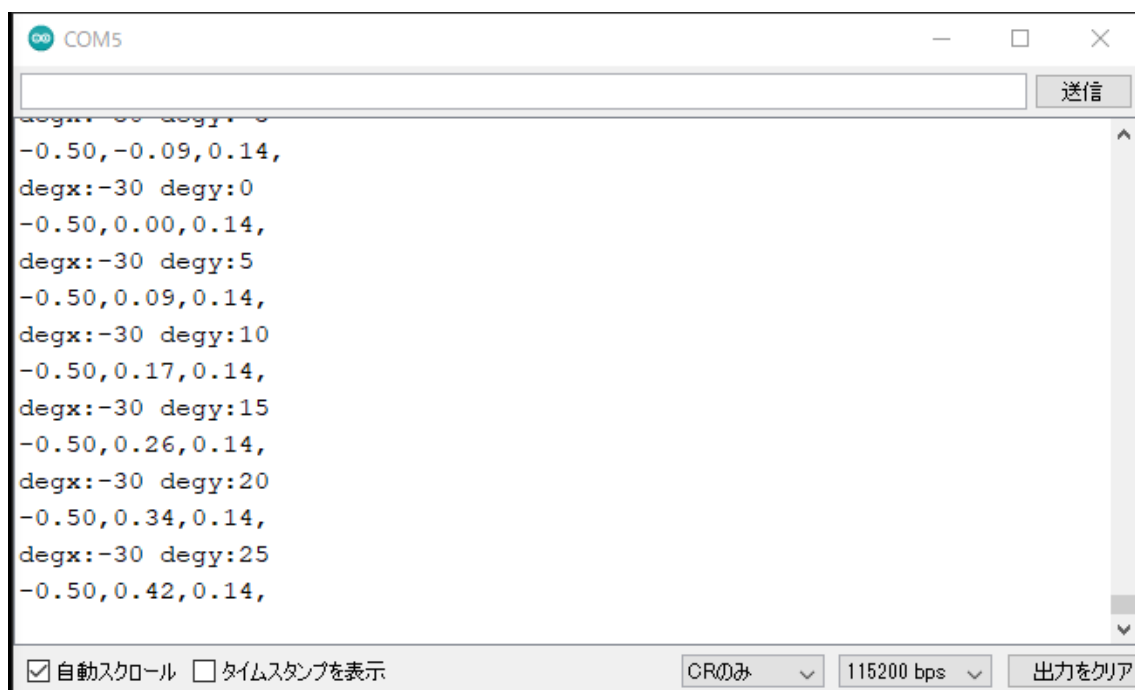 COM5
送信
-0.50,-0.09,0.14,
degx:-30 degy:0
-0.50,0.00,0.14,
degx:-30 degy:5
-0.50,0.09,0.14,
degx:-30 degy:10
-0.50,0.17,0.14,
degx:-30 degy:15
-0.50,0.26,0.14,
degx:-30 degy:20
-0.50,0.34,0.14,
degx:-30 degy:25
-0.50,0.42,0.14,
自動スクロール タイムスタンプを表示 CRのみ 115200 bps 出力をクリア